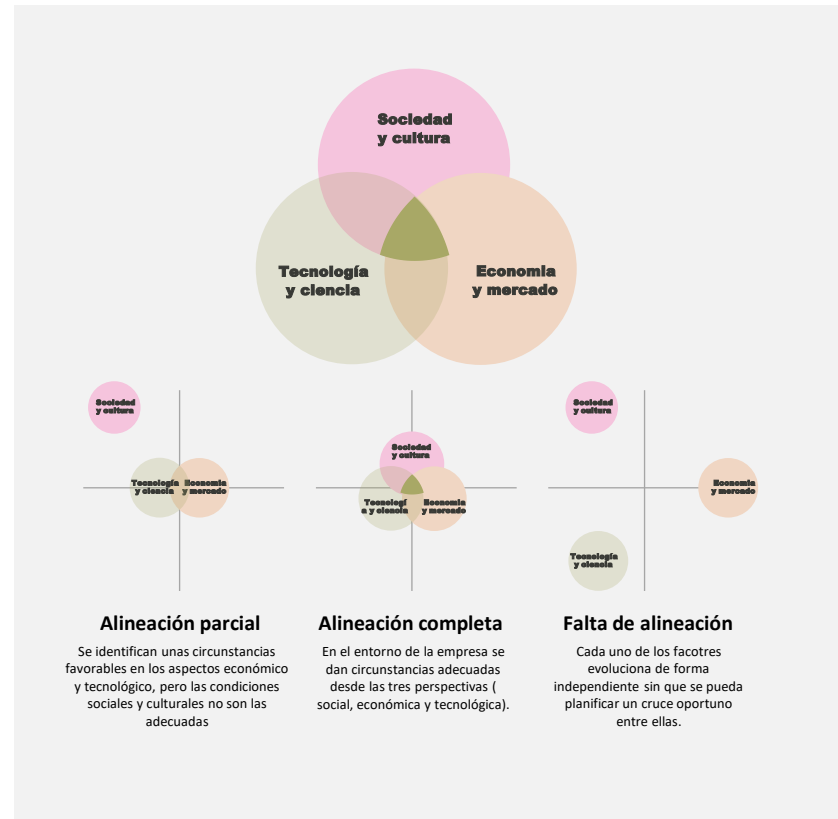 Sociedad
y cultura
Tecnología
y ciencia
Economia
y mercado
Sociedad
y cultura
Tecnología
y ciencia
Economia
y mercado
Sociedad
y cultura
Tecnologí
a y ciencia
Economia
y mercado
Sociedad
y cultura
Economia
y mercado
Tecnología
y ciencia
Alineación parcial
Se identifican unas circunstancias
favorables en los aspectos económico
y tecnológico, pero las condiciones
sociales y culturales no son las
adecuadas
Alineación completa
En el entorno de la empresa se
dan circunstancias adecuadas
desde las tres perspectivas (
social, económica y tecnológica).
Falta de alineación
Cada uno de los facotres
evoluciona de forma
independiente sin que se pueda
planificar un cruce oportuno
entre ellas.